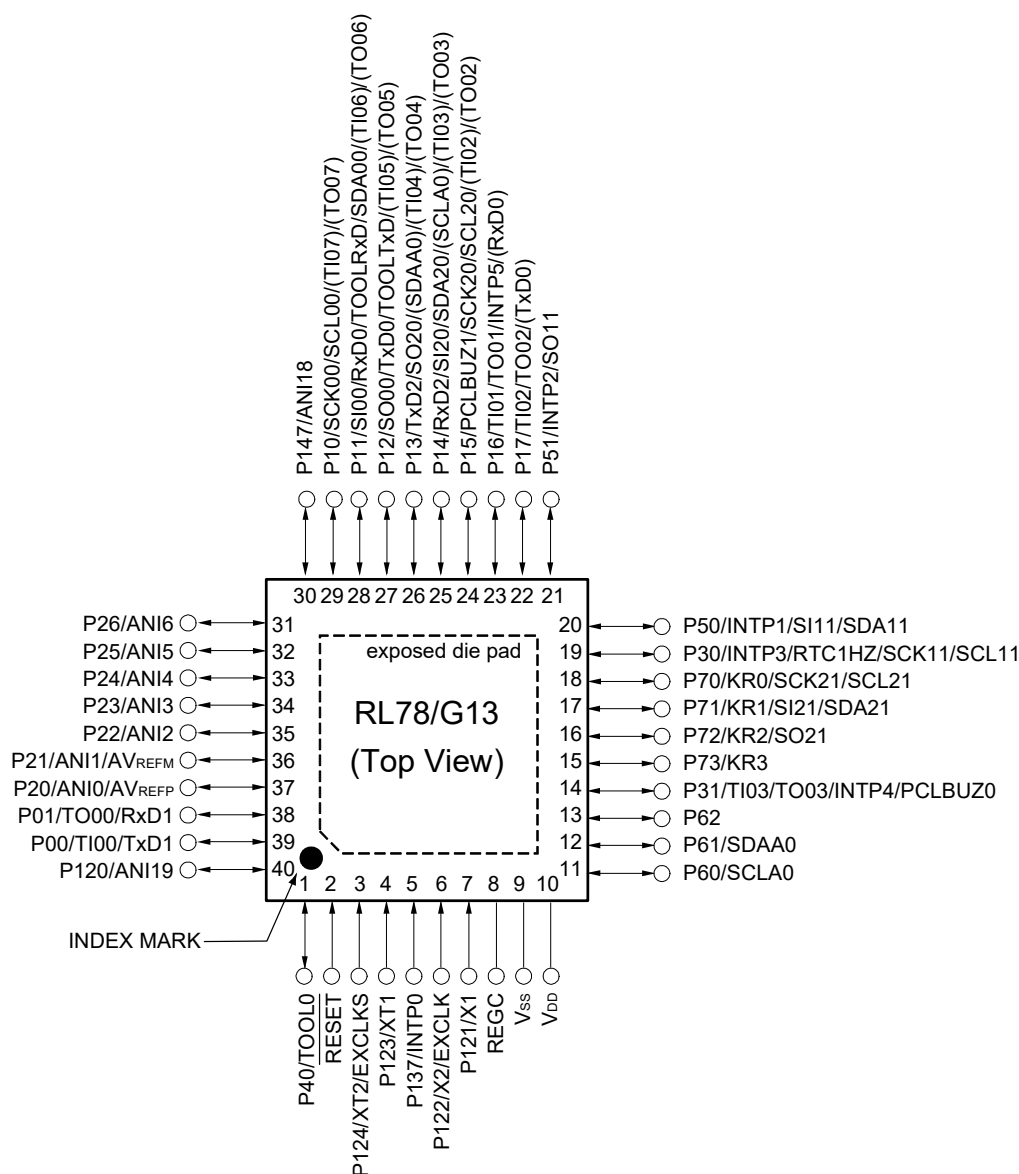 P147/ANI18
P10/SCK00/SCL00/(TI07)/(TO07)
P11/SI00/RxD0/TOOLRxD/SDA00/(TI06)/(TO06)
P12/SO00/TxD0/TOOLTxD/(TI05)/(TO05)
P13/TxD2/SO20/(SDAA0)/(TI04)/(TO04)
P14/RxD2/SI20/SDA20/(SCLA0)/(TI03)/(TO03)
P15/PCLBUZ1/SCK20/SCL20/(TI02)/(TO02)
P16/TI01/TO01/INTP5/(RxD0)
P17/TI02/TO02/(TxD0)
P51/INTP2/SO11
30 29 28 27 26 25 24 23 22 21
P26/ANI6 31
P25/ANI5 32
P24/ANI4 33
P23/ANI3 34
P22/ANI2 35
P21/ANI1/AVREFM 36
P20/ANI0/AVREFP 37
P01/TO00/RxD1 38
P00/TI00/TxD1 39
P120/ANI19 40
exposed die pad
RL78/G13
(Top View)
20 P50/INTP1/SI11/SDA11
19 P30/INTP3/RTC1HZ/SCK11/SCL11
18 P70/KR0/SCK21/SCL21
17 P71/KR1/SI21/SDA21
16 P72/KR2/SO21
15 P73/KR3
14 P31/TI03/TO03/INTP4/PCLBUZ0
13 P62
12 P61/SDAA0
11 P60/SCLA0
1 2 3 4 5 6 7 8 9 10
INDEX MARK
P40/TOOL0
RESET
P124/XT2/EXCLKS
P123/XT1
P137/INTP0
P122/X2/EXCLK
P121/X1
REGC
VSS
VDD